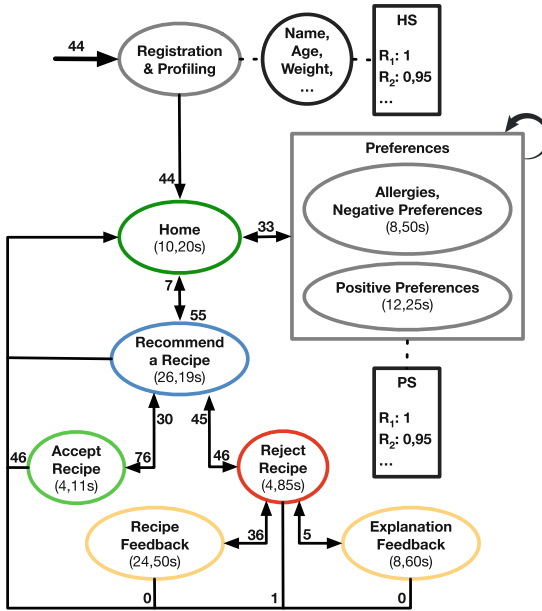 44
Registration
& Profiling
Name,
Age,
Weight,
...
HS
R1: 1
R2: 0,95
...
44
Preferences
Allergies,
Negative Preferences
(8,50s)
Home
(10,20s)
33
Positive Preferences
(12,25s)
7
55
Recommend
a Recipe
(26,19s)
PS
R1: 1
R2: 0,95
...
30
45
46
Accept
Recipe
(4,11s)
76
46
Reject
Recipe
(4,85s)
Recipe
Feedback
(24,50s)
36
5
Explanation
Feedback
(8,60s)
0
1
0